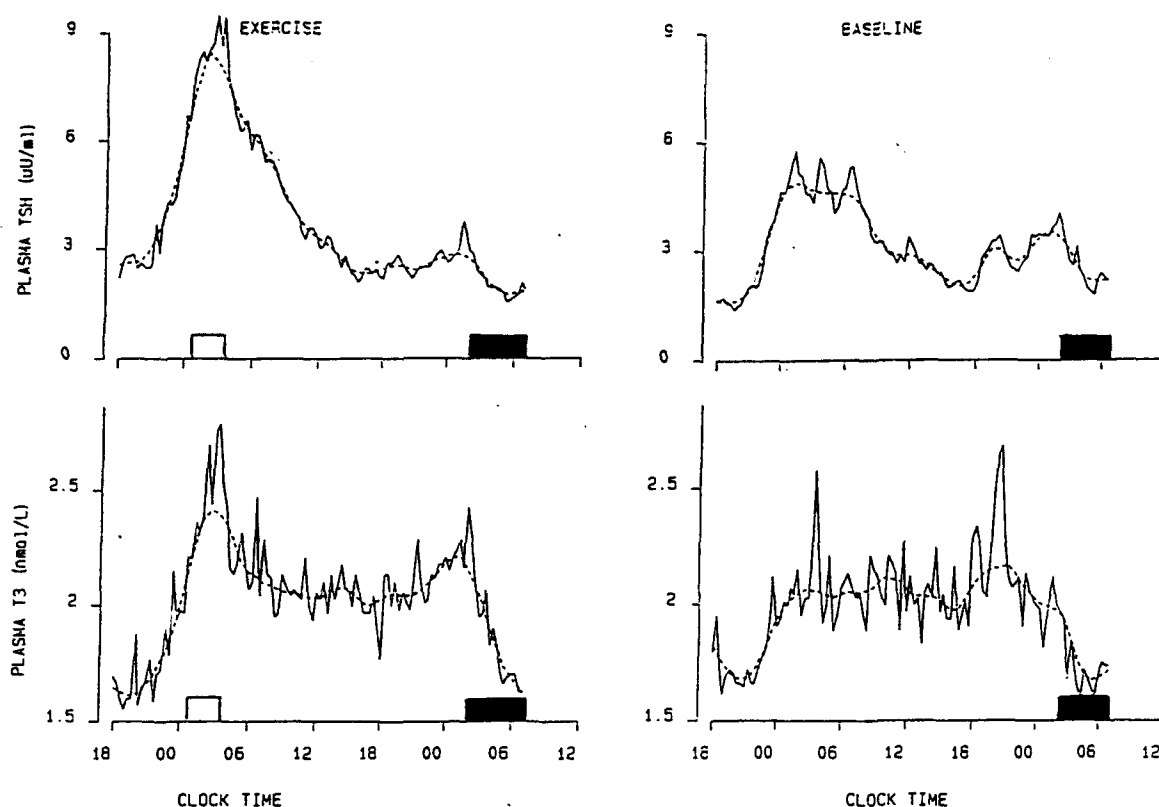 EXERCISE
BASELINE
PLASMA TSH (uU/ml)
9
6
3
0
9
6
3
0
PLASMA T3 (nmol/L)
2.5
2
1.5
2.5
2
1.5
18 00 06 12 18 00 06 12
18 00 06 12 18 00 06 12
CLOCK TIME
CLOCK TIME